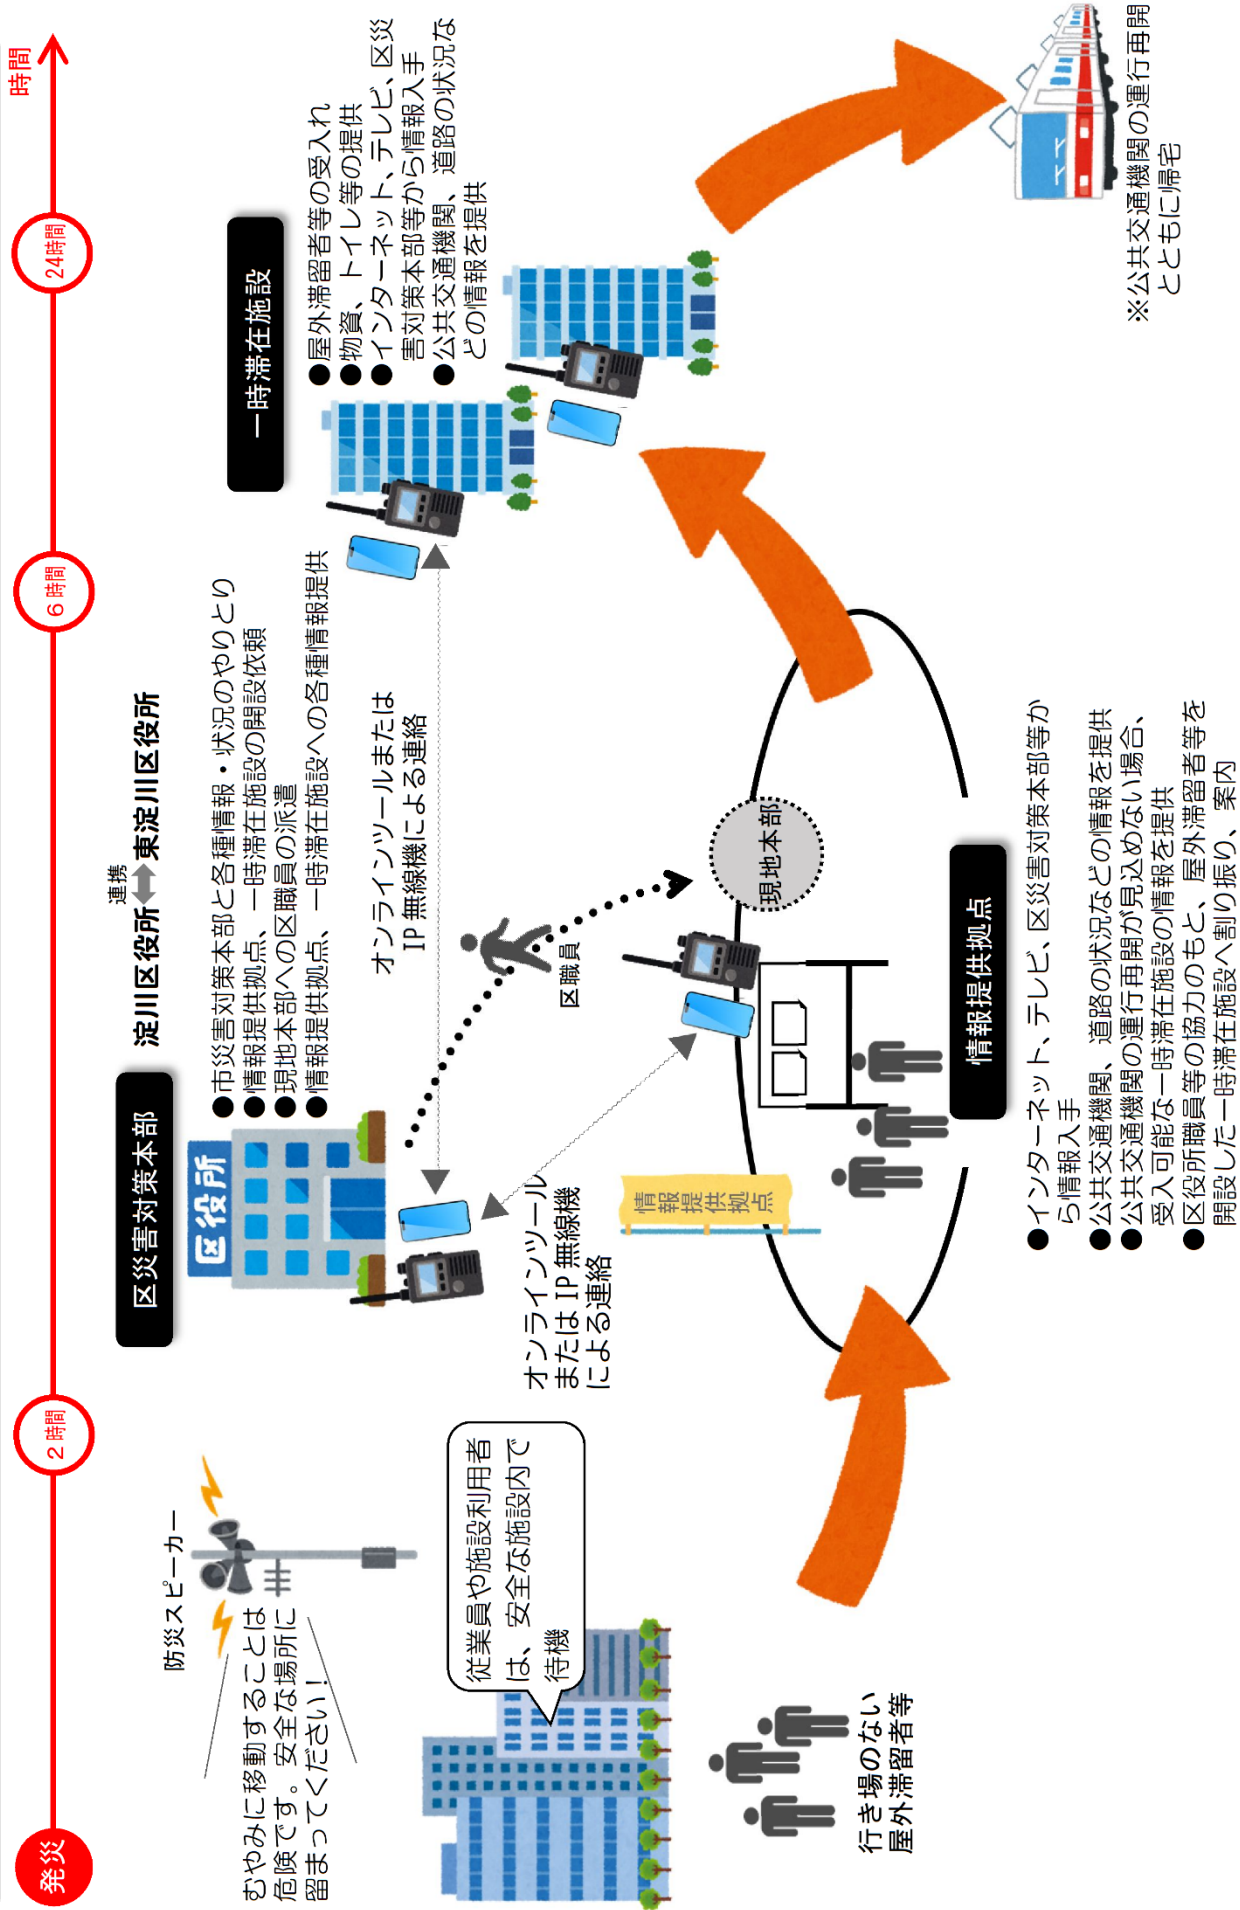 発災
2時間
6時間
24時間
時間
防災スピーカー
むやみに移動することは
危険です。安全な場所に
留まってください！
従業員や施設利用者
は、安全な施設内で
待機
行き場のない
屋外滞留者等
区災害対策本部
連携
淀川区役所
東淀川区役所
●市災害対策本部と各種情報・状況のやりとり
●情報提供拠点、一時滞在施設の開設依頼
●現地本部への区職員の派遣
●情報提供拠点、一時滞在施設への各種情報提供
区役所
オンラインツールまたは
IP 無線機による連絡
区職員
オンラインツール
または IP 無線機
による連絡
現地本部
情報
提供
拠点
情報提供拠点
●インターネット、テレビ、区災害対策本部等か
ら情報入手
●公共交通機関、道路の状況などの情報を提供
●公共交通機関の運行再開が見込めない場合、
受入可能な一時滞在施設の情報を提供
●区役所職員等の協力のもと、屋外滞留者等を
開設した一時滞在施設へ割り振り、案内
一時滞在施設
●屋外滞留者等の受入れ
●物資、トイレ等の提供
●インターネット、テレビ、区災
害対策本部等から情報入手
●公共交通機関、道路の状況な
どの情報を提供
※公共交通機関の運行再開
とともに帰宅